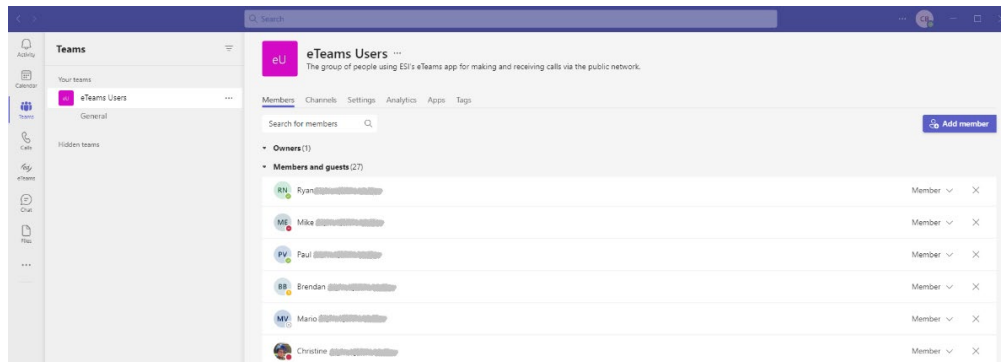 Search
CB
Activity
Calendar
Teams
Calls
eTeams
Chat
Files
Teams
Your teams
eU eTeams Users
General
Hidden teams
eU
eTeams Users
The group of people using ESI's eTeams app for making and receiving calls via the public network.
Members Channels Settings Analytics Apps Tags
Search for members
Add member
Owners (1)
Members and guests (27)
RN Ryan Member
ME Mike Member
PV Paul Member
BB Brendan Member
MV Mario Member
Christine Member